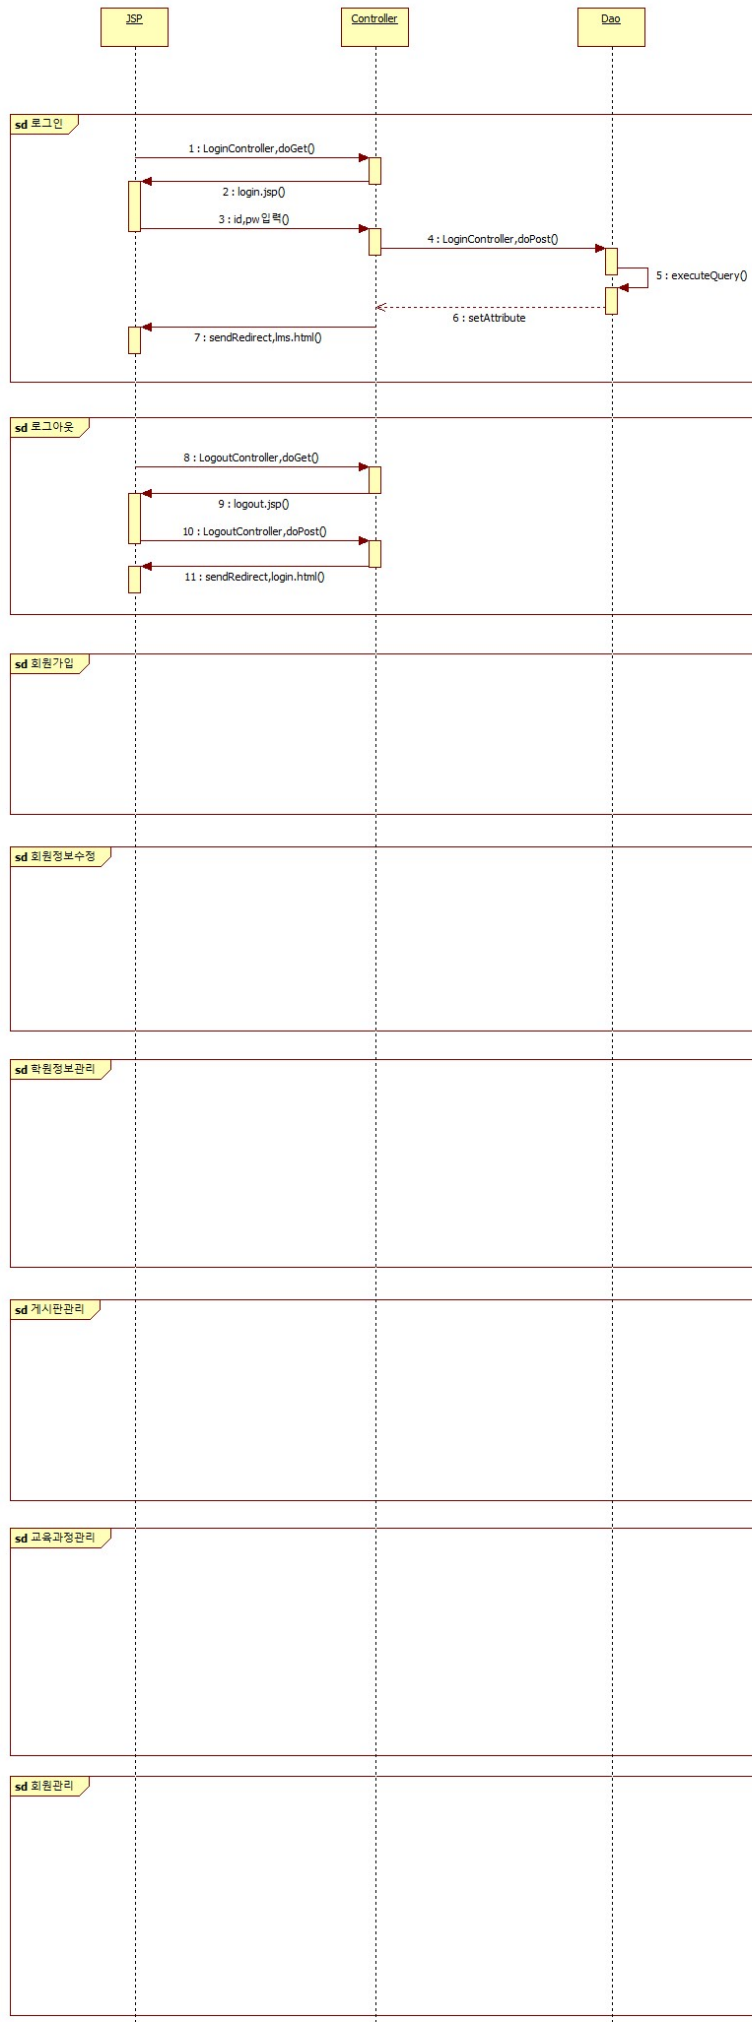 JSP
Controller
Dao
sd 로그인
1 : LoginController,doGet()
2 : login.jsp()
3 : id,pw입력()
4 : LoginController,doPost()
5 : executeQuery()
6 : setAttribute
7 : sendRedirect,lms.html()
sd 로그아웃
8 : LogoutController,doGet()
9 : logout.jsp()
10 : LogoutController,doPost()
11 : sendRedirect,login.html()
sd 회원가입
sd 회원정보수정
sd 학원정보관리
sd 게시판관리
sd 교육과정관리
sd 회원관리